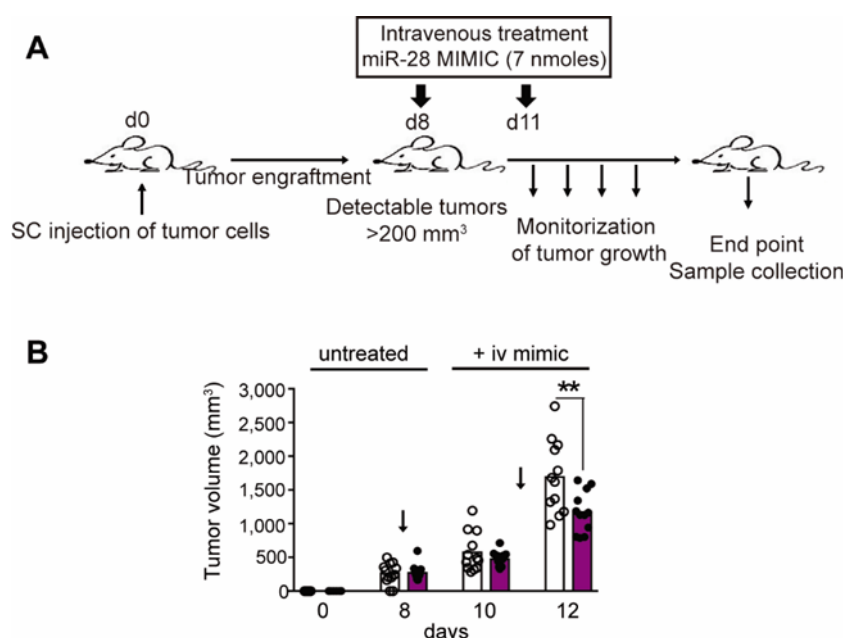 A
Intravenous treatment
miR-28 MIMIC (7 nmoles)
d0
d8
d11
Tumor engraftment
SC injection of tumor cells
Detectable tumors
>200 mm³
Monitorization
of tumor growth
End point
Sample collection
B
untreated
+ iv mimic
Tumor volume (mm³)
3,000
2,500
2,000
1,500
1,000
500
0
**
0 8 10 12
days